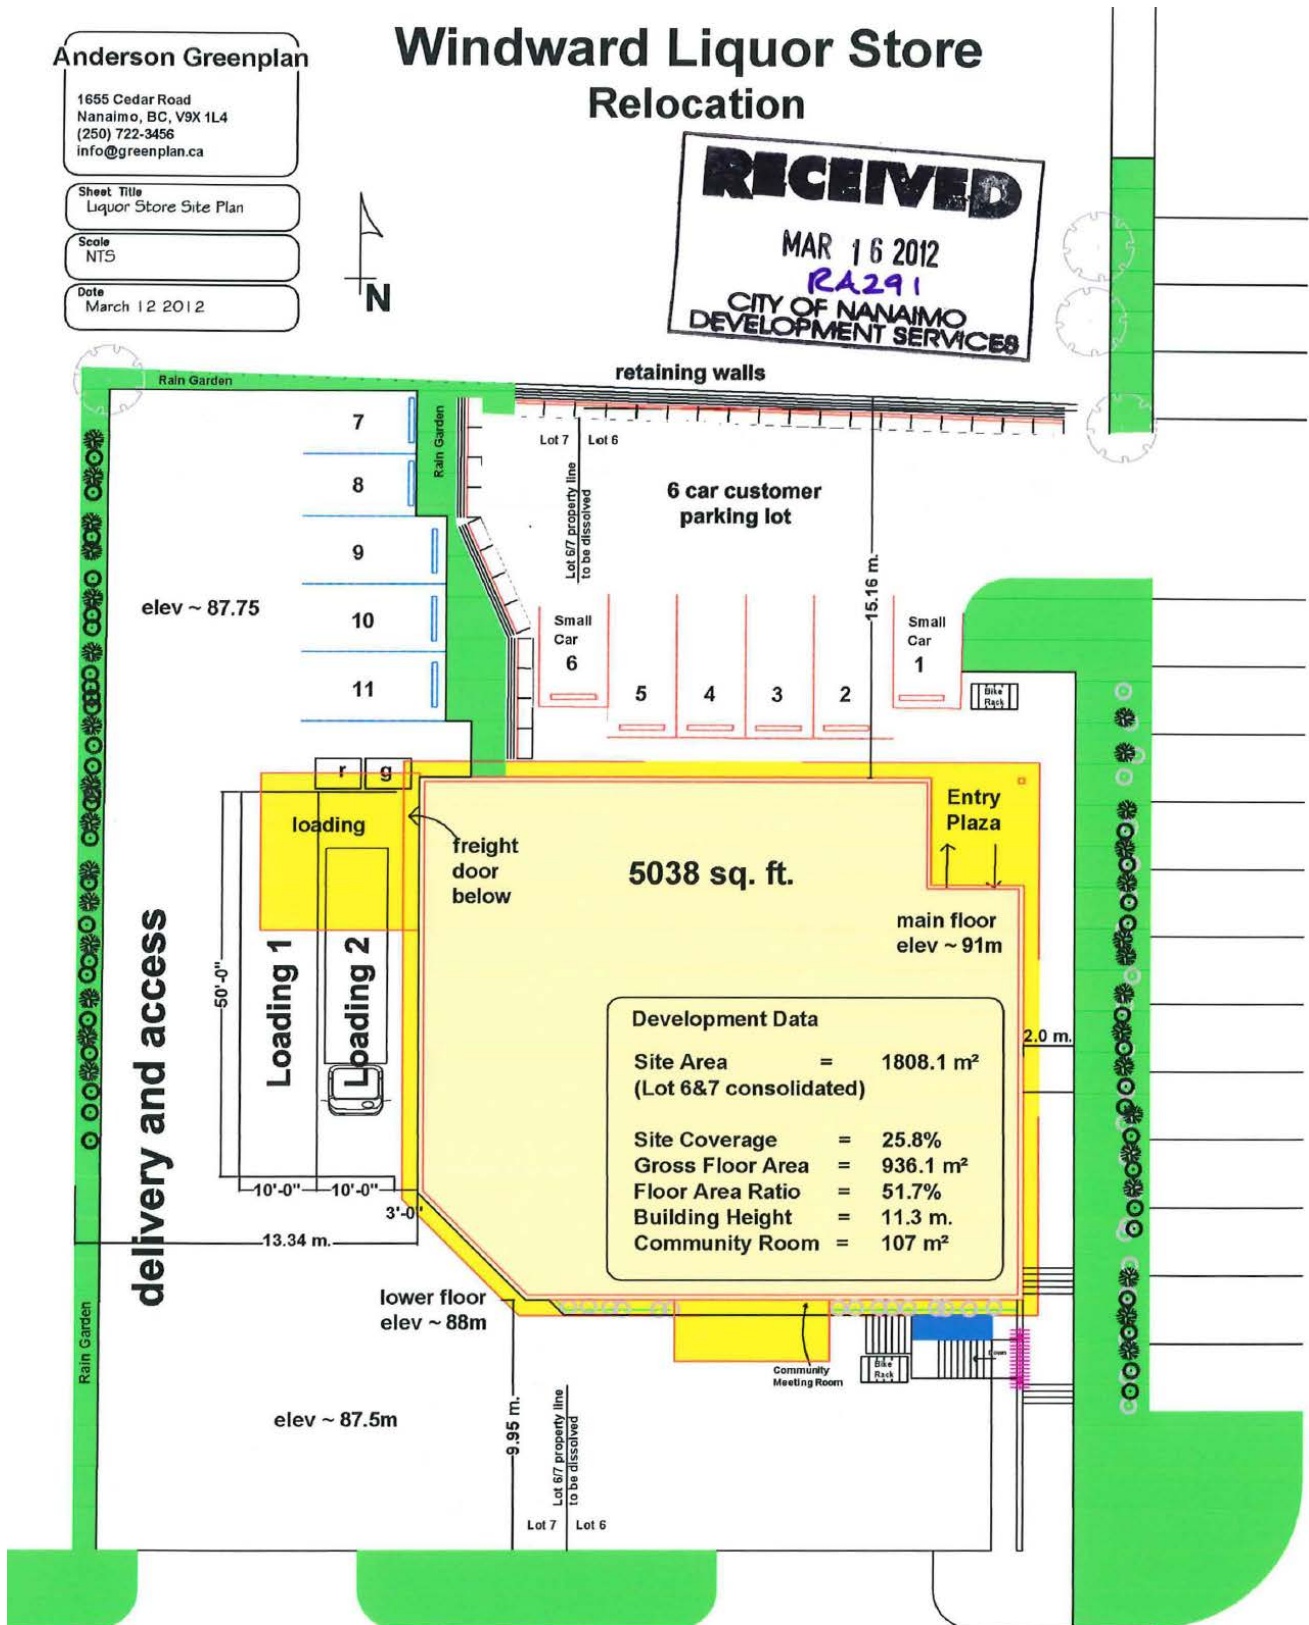 Windward Liquor Store
Relocation
Anderson Greenplan
1655 Cedar Road
Nanaimo, BC, V9X 1L4
(250) 722-3456
info@greenplan.ca
Sheet Title
Liquor Store Site Plan
Scale
NTS
Date
March 12 2012
N
RECEIVED
MAR 16 2012
RA291
CITY OF NANAIMO
DEVELOPMENT SERVICES
retaining walls
Rain Garden
Rain Garden
7
8
9
10
11
Lot 7
Lot 6
Lot 6/7 property line
to be dissolved
6 car customer
parking lot
15.16 m.
elev ~ 87.75
Small
Car
6
5
4
3
2
Small
Car
1
Bike
Rack
r
g
loading
freight
door
below
5038 sq. ft.
Entry
Plaza
main floor
elev ~ 91m
50'-0"
Loading 1
Loading 2
delivery and access
Development Data
Site Area = 1808.1 m²
(Lot 6&7 consolidated)
Site Coverage = 25.8%
Gross Floor Area = 936.1 m²
Floor Area Ratio = 51.7%
Building Height = 11.3 m.
Community Room = 107 m²
2.0 m.
10'-0"
10'-0"
3'-0"
13.34 m.
lower floor
elev ~ 88m
Rain Garden
Community
Meeting Room
Bike
Rack
Down
elev ~ 87.5m
9.95 m.
Lot 6/7 property line
to be dissolved
Lot 7
Lot 6